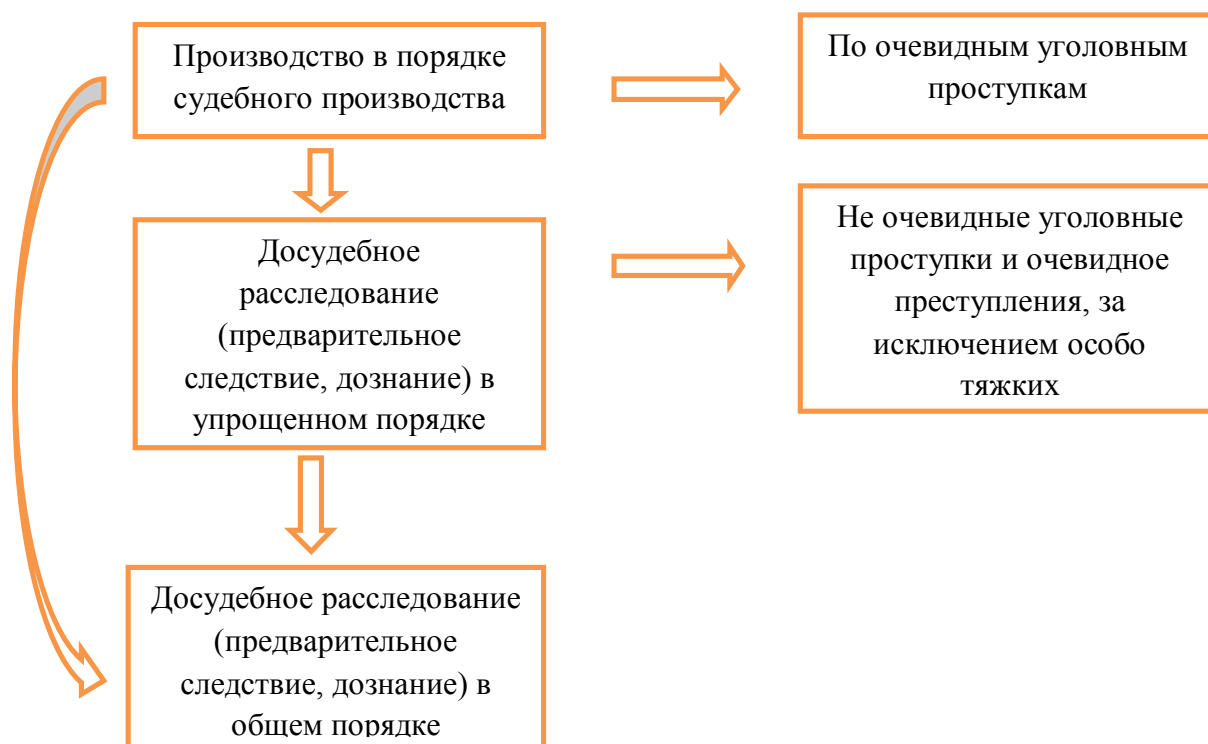 Производство в порядке
судебного производства
По очевидным уголовным
проступкам
Досудебное
расследование
(предварительное
следствие, дознание) в
упрощенном порядке
Не очевидные уголовные
проступки и очевидное
преступления, за
исключением особо
тяжких
Досудебное расследование
(предварительное
следствие, дознание) в
общем порядке